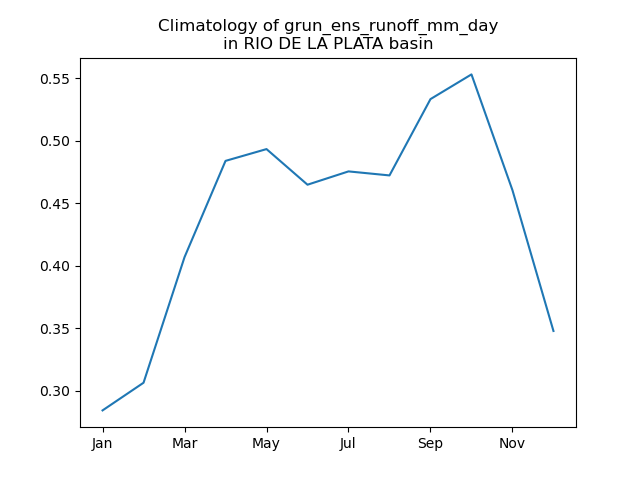 Climatology of grun_ens_runoff_mm_day
in RIO DE LA PLATA basin
0.55
0.50
0.45
0.40
0.35
0.30
Jan Mar May Jul Sep Nov